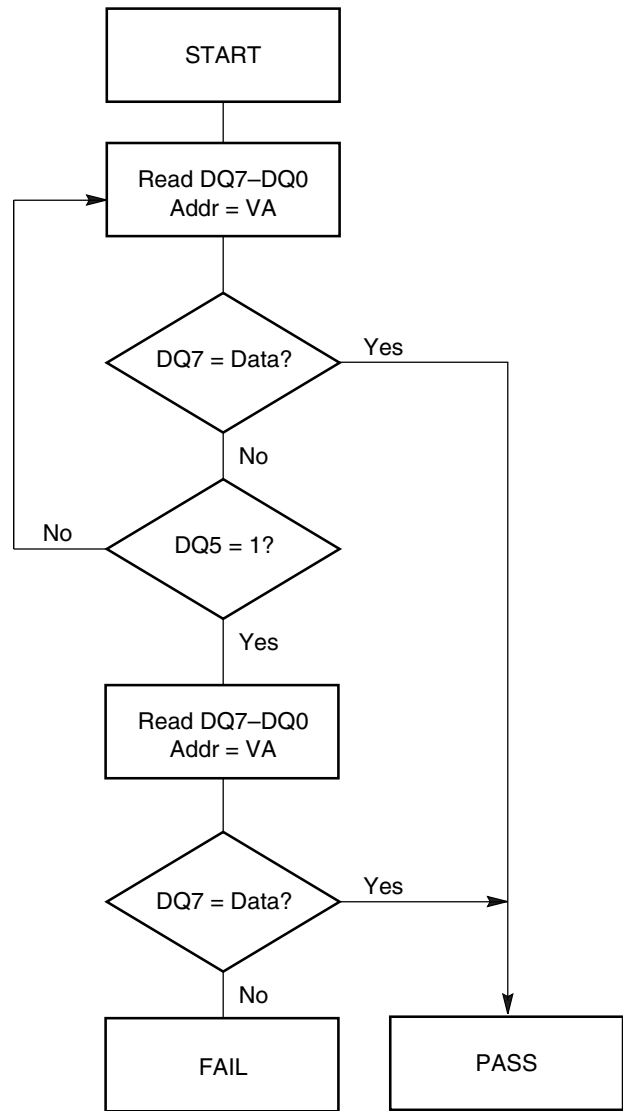 START
Read DQ7–DQ0
Addr = VA
DQ7 = Data?
Yes
No
No
DQ5 = 1?
Yes
Read DQ7–DQ0
Addr = VA
DQ7 = Data?
Yes
No
FAIL
PASS